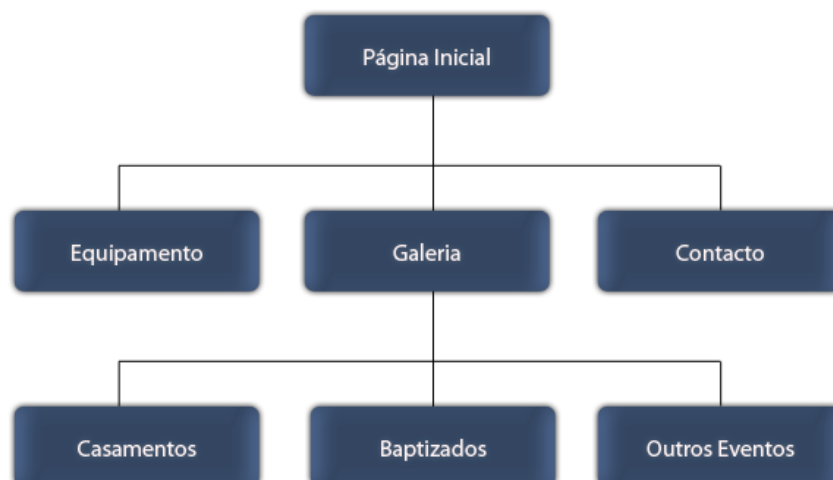 Página Inicial
Equipamento
Galeria
Contacto
Casamentos
Baptizados
Outros Eventos